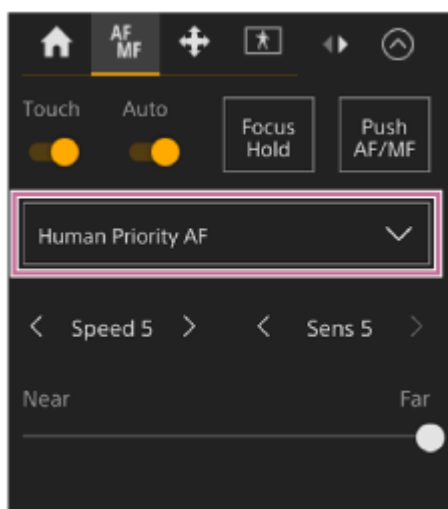 AF
MF
Touch Auto
Focus
Hold
Push
AF/MF
Human Priority AF
Speed 5 Sens 5
Near Far